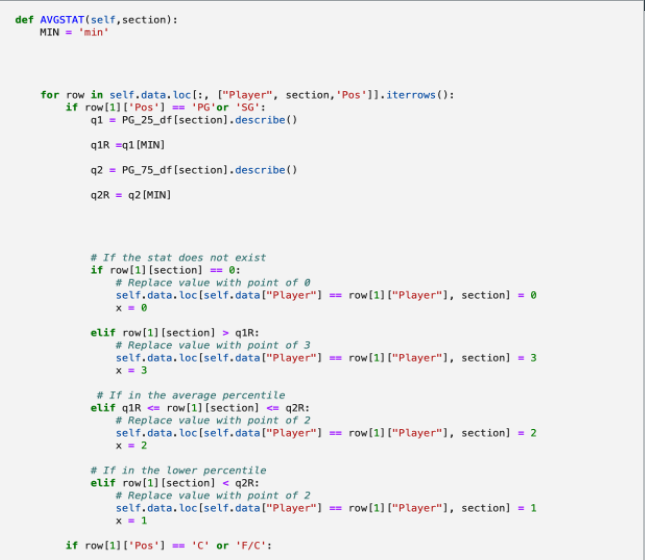 def AVGSTAT(self,section):
    MIN = 'min'
    for row in self.data.loc[:, ["Player", section,'Pos']].iterrows():
        if row[1]['Pos'] == 'PG'or 'SG':
            q1 = PG_25_df[section].describe()
            q1R =q1[MIN]
            q2 = PG_75_df[section].describe()
            q2R = q2[MIN]
            # If the stat does not exist
            if row[1][section] == 0:
                # Replace value with point of 0
                self.data.loc[self.data["Player"] == row[1]["Player"], section] = 0
                x = 0
            elif row[1][section] > q1R:
                # Replace value with point of 3
                self.data.loc[self.data["Player"] == row[1]["Player"], section] = 3
                x = 3
             # If in the average percentile
            elif q1R <= row[1][section] <= q2R:
                # Replace value with point of 2
                self.data.loc[self.data["Player"] == row[1]["Player"], section] = 2
                x = 2
            # If in the lower percentile
            elif row[1][section] < q2R:
                # Replace value with point of 2
                self.data.loc[self.data["Player"] == row[1]["Player"], section] = 1
                x = 1
        if row[1]['Pos'] == 'C' or 'F/C':